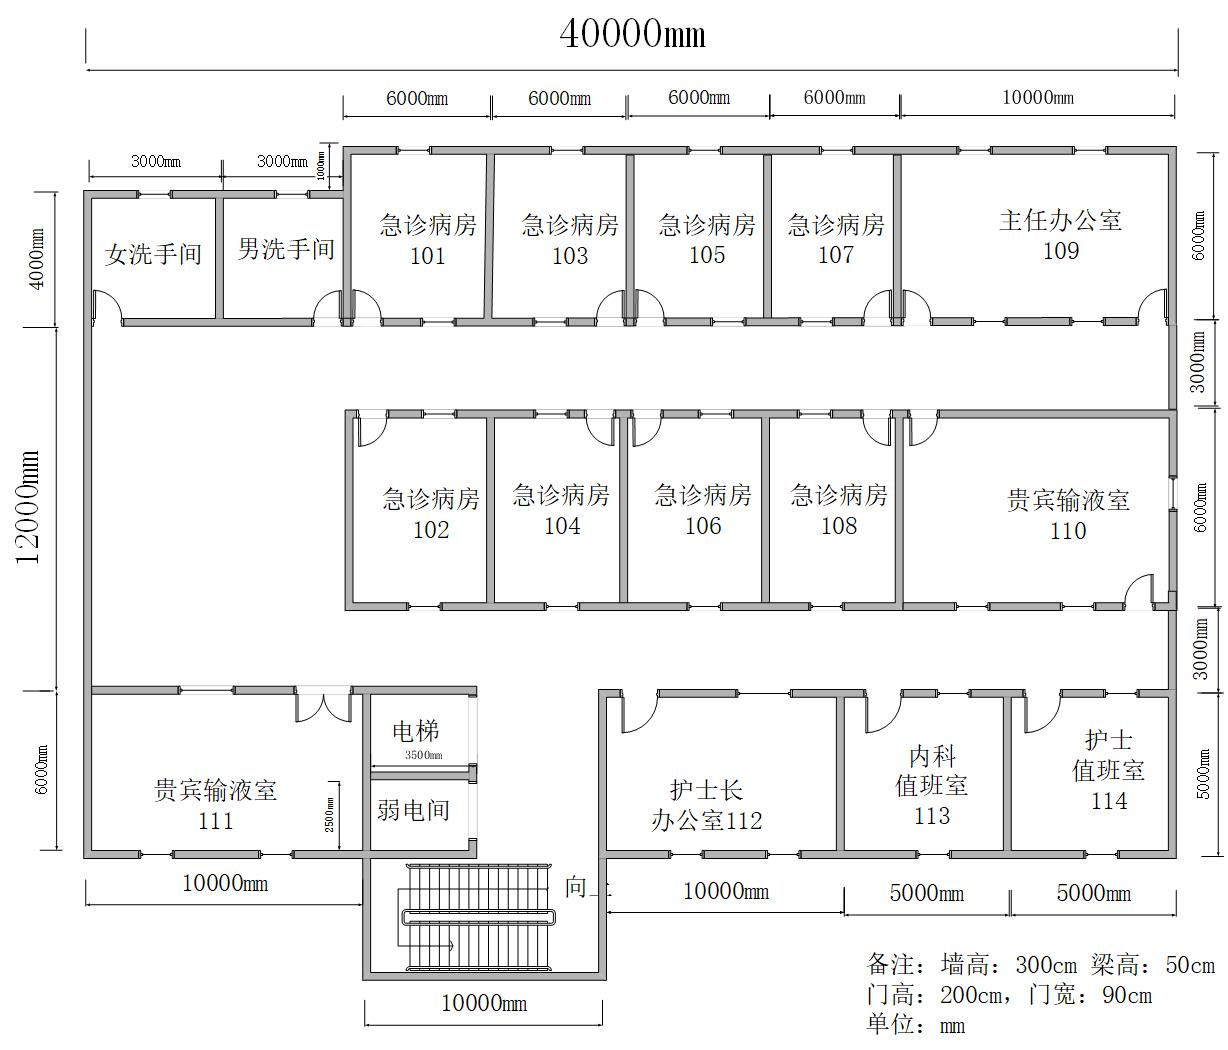 40000mm
6000mm
6000mm
6000mm
6000mm
10000mm
3000mm
3000mm
1000mm
4000mm
女洗手间
男洗手间
急诊病房
101
急诊病房
103
急诊病房
105
急诊病房
107
主任办公室
109
6000mm
3000mm
12000mm
急诊病房
102
急诊病房
104
急诊病房
106
急诊病房
108
贵宾输液室
110
6000mm
3000mm
6000mm
贵宾输液室
111
2500mm
电梯
3500mm
弱电间
护士长
办公室112
内科
值班室
113
护士
值班室
114
5000mm
10000mm
向
10000mm
5000mm
5000mm
10000mm
备注：墙高：300cm 梁高：50cm
门高：200cm，门宽：90cm
单位：mm